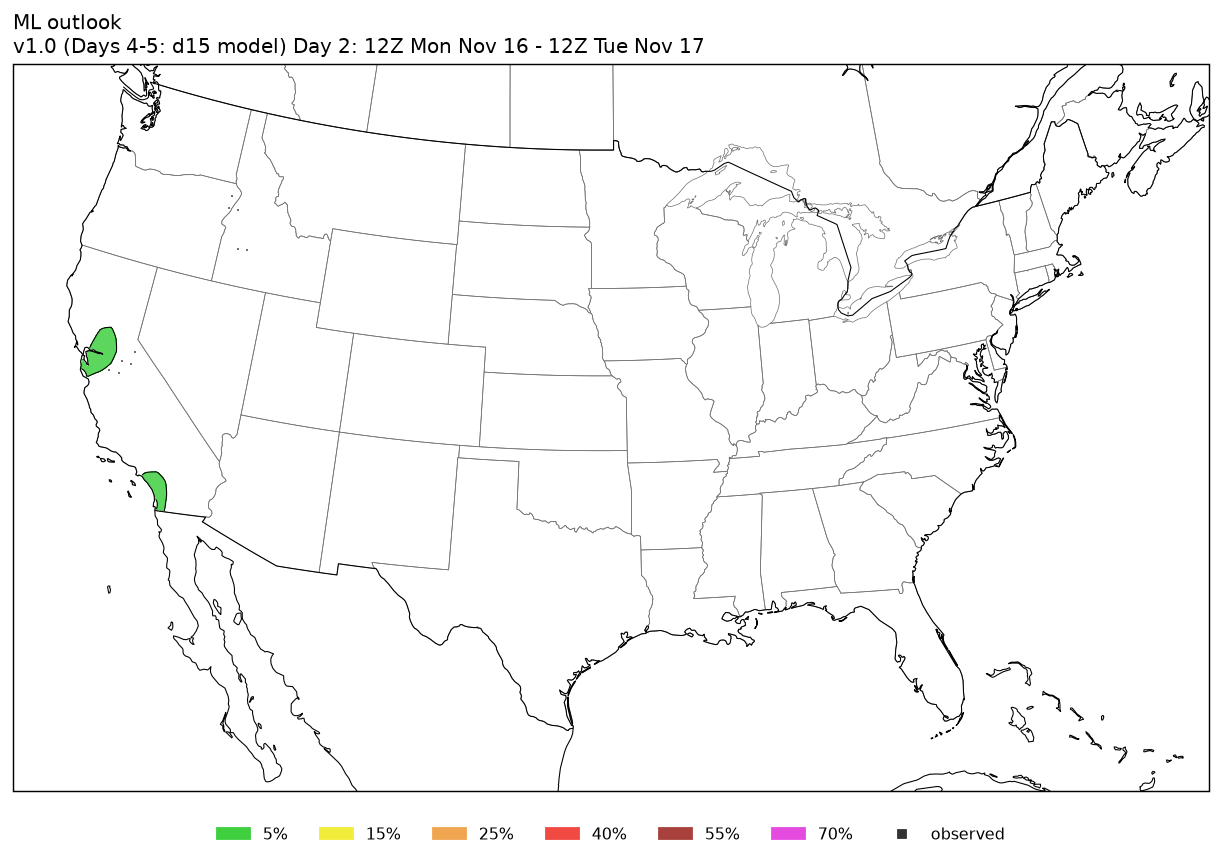 ML outlook
v1.0 (Days 4-5: d15 model) Day 2: 12Z Mon Nov 16 - 12Z Tue Nov 17
5% 15% 25% 40% 55% 70% observed